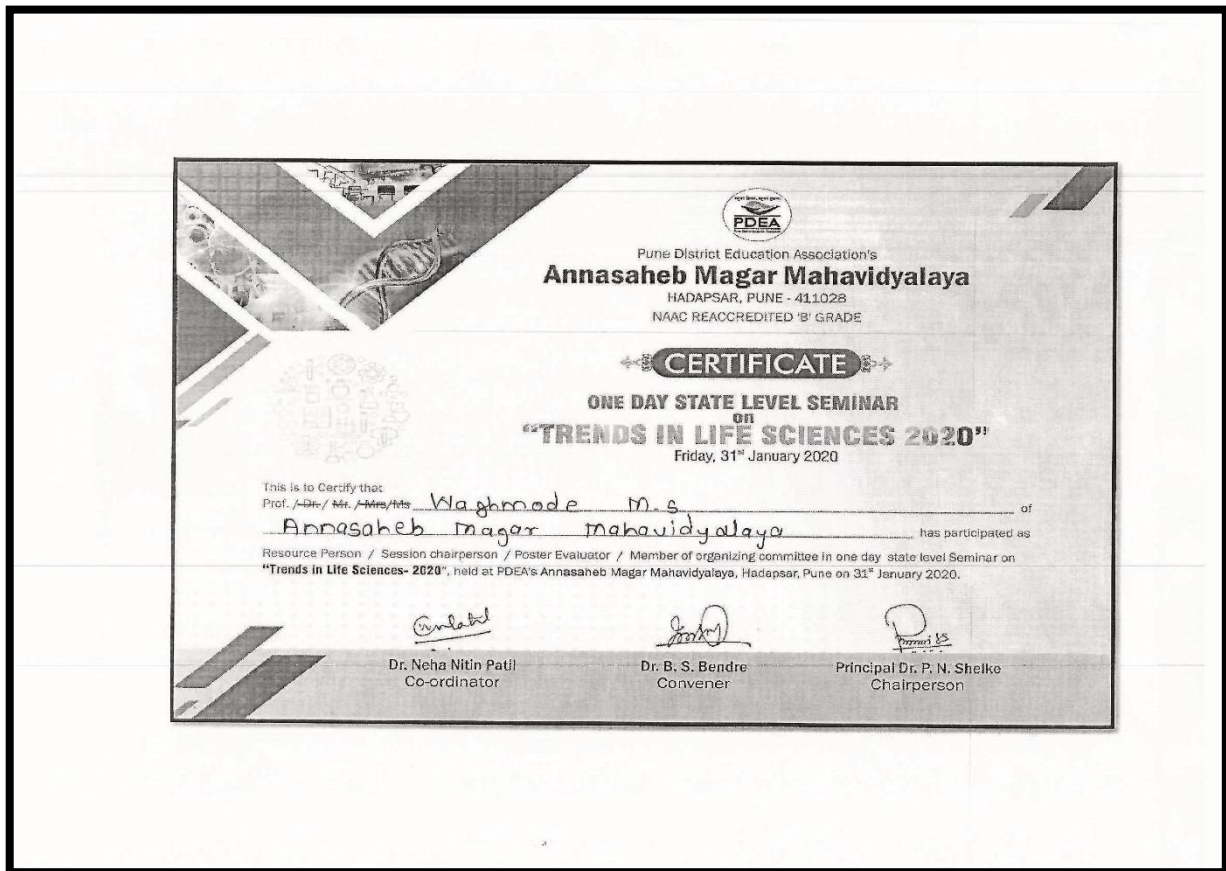 PDEA
Pune District Education Association's
Annasaheb Magar Mahavidyalaya
HADAPSAR, PUNE - 411028
NAAC REACCREDITED 'B' GRADE
CERTIFICATE
ONE DAY STATE LEVEL SEMINAR
on
"TRENDS IN LIFE SCIENCES 2020"
Friday, 31st January 2020
This is to Certify that
Prof. /Dr./ Mr. /Mrs/Ms Waghmode M.S of
Annasaheb Magar Mahavidyalaya has participated as
Resource Person / Session chairperson / Poster Evaluator / Member of organizing committee in one day state level Seminar on
"Trends in Life Sciences- 2020", held at PDEA's Annasaheb Magar Mahavidyalaya, Hadapsar, Pune on 31st January 2020.
Dr. Neha Nitin Patil Dr. B. S. Bendre Principal Dr. P. N. Shelke
Co-ordinator Convener Chairperson